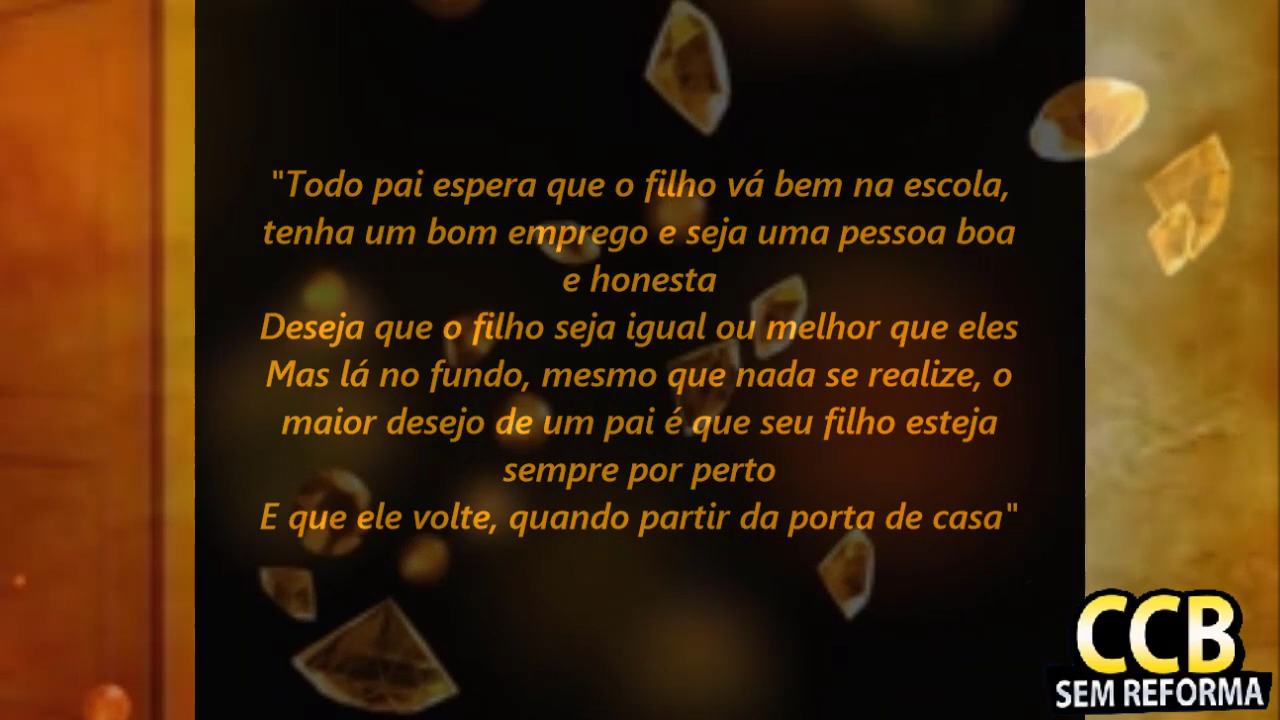 "Todo pai espera que o filho vá bem na escola,
tenha um bom emprego e seja uma pessoa boa
e honesta
Deseja que o filho seja igual ou melhor que eles
Mas lá no fundo, mesmo que nada se realize, o
maior desejo de um pai é que seu filho esteja
sempre por perto
E que ele volte, quando partir da porta de casa"
CCB
SEM REFORMA